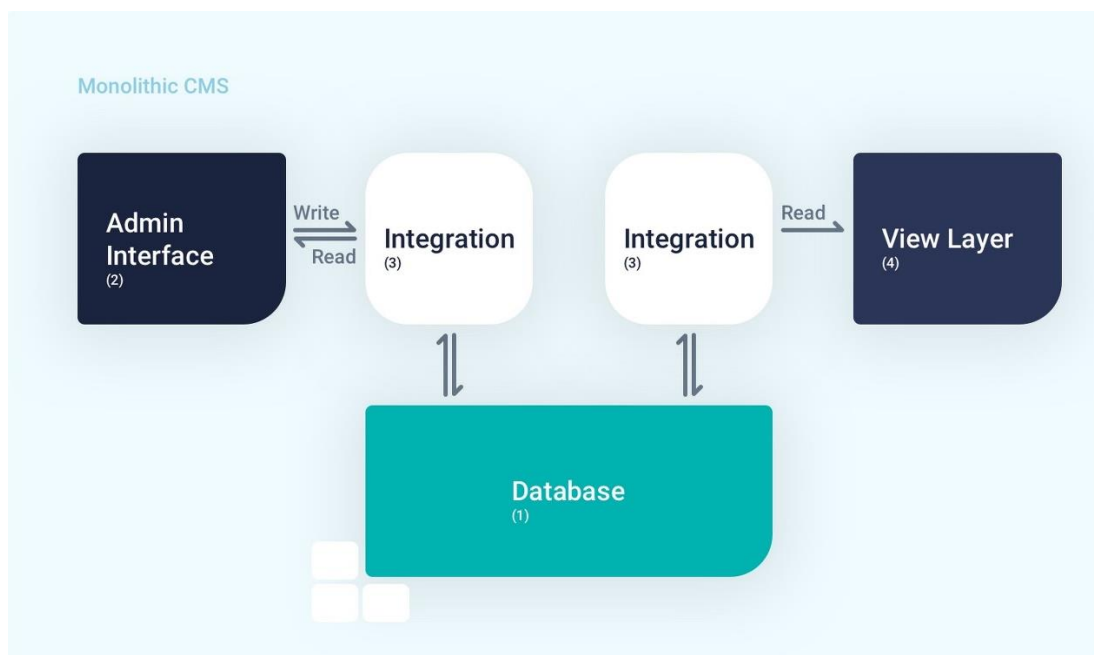 Monolithic CMS
Admin
Interface
(2)
Write
Read
Integration
(3)
Integration
(3)
Read
View Layer
(4)
Database
(1)